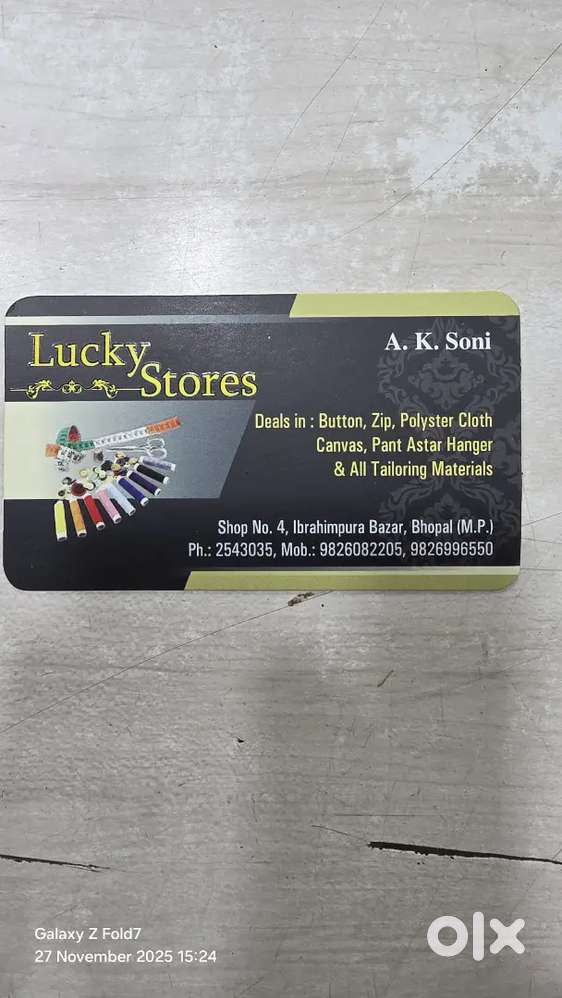 Lucky
Stores
A. K. Soni
Deals in : Button, Zip, Polyster Cloth
Canvas, Pant Astar Hanger
& All Tailoring Materials
Shop No. 4, Ibrahimpura Bazar, Bhopal (M.P.)
Ph.: 2543035, Mob.: 9826082205, 9826996550
Galaxy Z Fold7
27 November 2025 15:24
olx